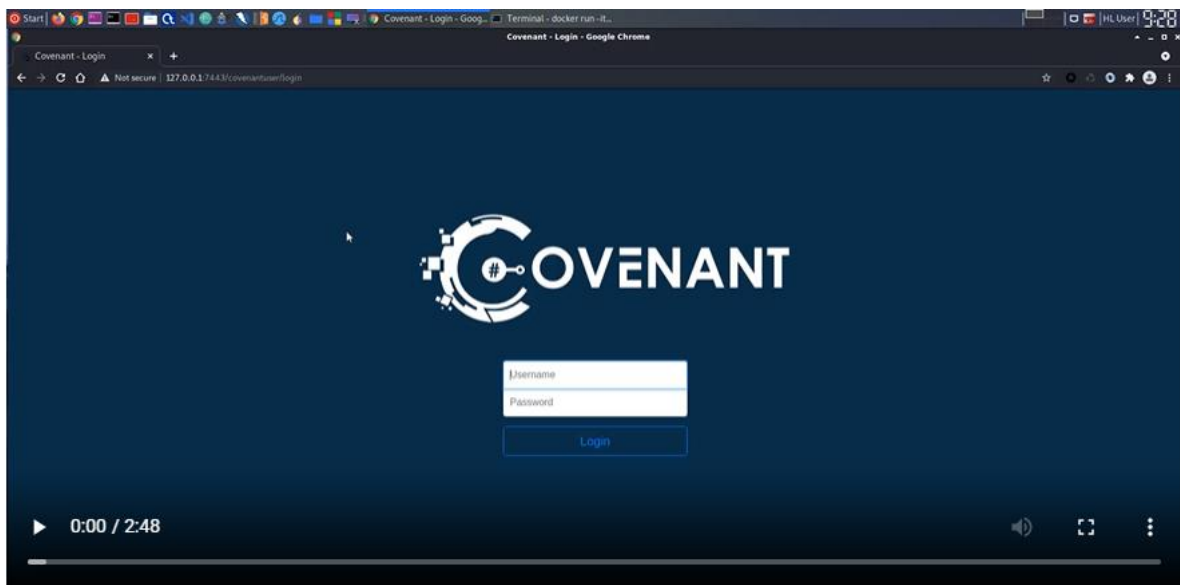 Start Covenant - Login - Goog... Terminal - docker run -it... HL User 9:28
Covenant - Login - Google Chrome
Covenant - Login
Not secure 127.0.0.1:7443/covenantuser/login
# COVENANT
Username
Password
Login
0:00 / 2:48